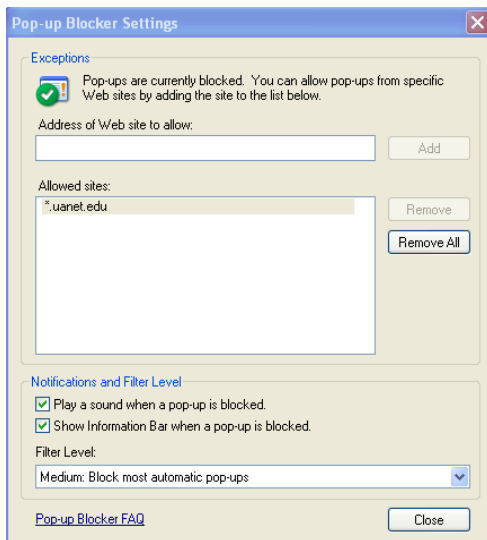 Pop-up Blocker Settings
Exceptions
Pop-ups are currently blocked. You can allow pop-ups from specific
Web sites by adding the site to the list below.
Address of Web site to allow:
Add
Allowed sites:
*.uanet.edu
Remove
Remove All
Notifications and Filter Level
Play a sound when a pop-up is blocked.
Show Information Bar when a pop-up is blocked.
Filter Level:
Medium: Block most automatic pop-ups
Pop-up Blocker FAQ
Close